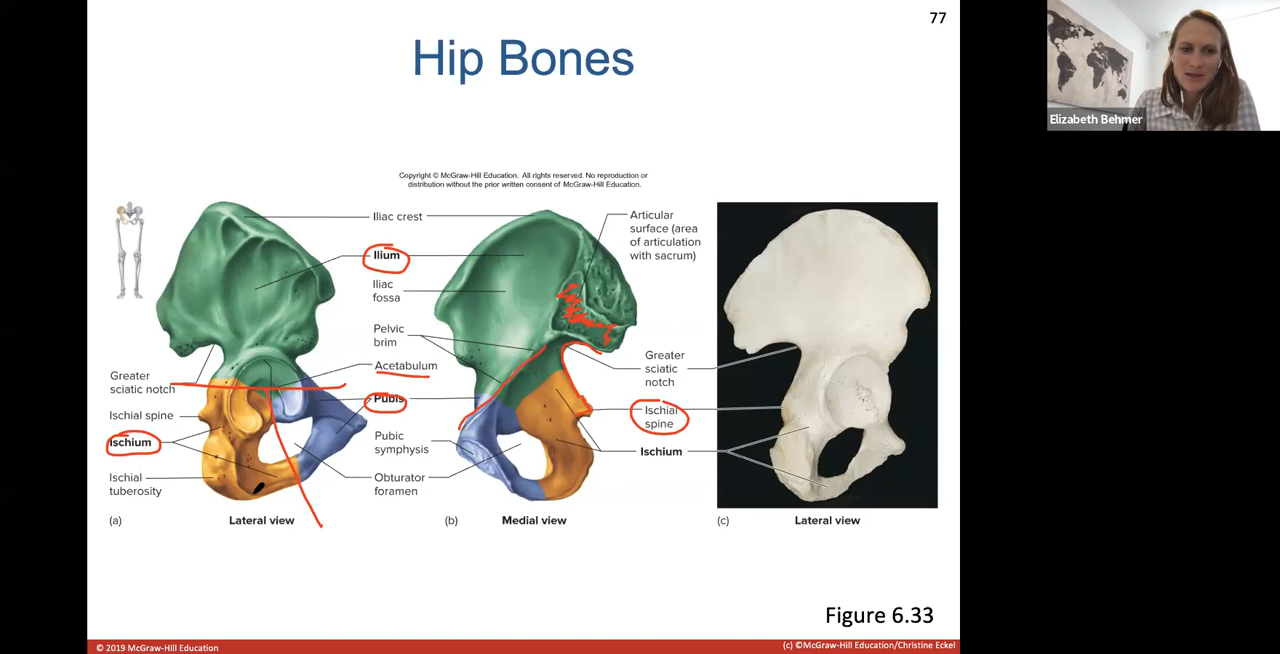 77
Hip Bones
Elizabeth Behmer
Copyright © McGraw-Hill Education. All rights reserved. No reproduction or
distribution without the prior written consent of McGraw-Hill Education.
Iliac crest
Ilium
Iliac
fossa
Pelvic
brim
Acetabulum
Pubis
Pubic
symphysis
Obturator
foramen
Greater
sciatic notch
Ischial spine
Ischium
Ischial
tuberosity
Articular
surface (area
of articulation
with sacrum)
Greater
sciatic
notch
Ischial
spine
Ischium
(a)
Lateral view
(b)
Medial view
(c)
Lateral view
Figure 6.33
© 2019 McGraw-Hill Education
(c) ©McGraw-Hill Education/Christine Eckel